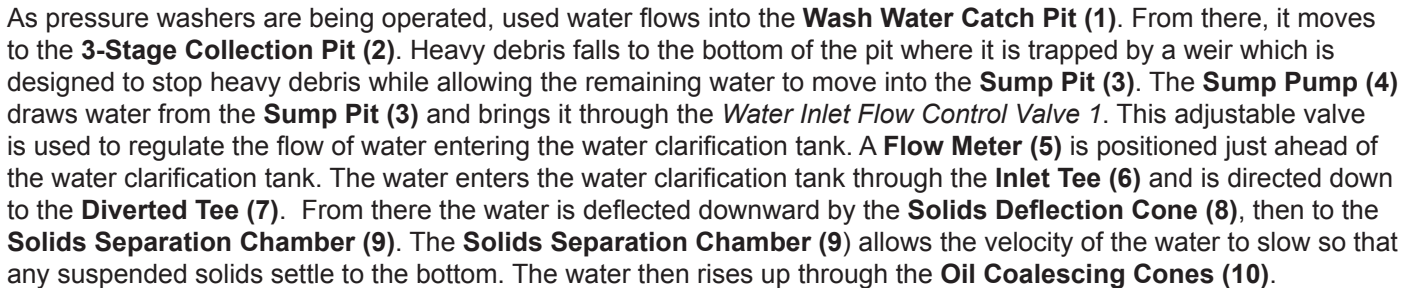 As pressure washers are being operated, used water flows into the Wash Water Catch Pit (1). From there, it moves
to the 3-Stage Collection Pit (2). Heavy debris falls to the bottom of the pit where it is trapped by a weir which is
designed to stop heavy debris while allowing the remaining water to move into the Sump Pit (3). The Sump Pump (4)
draws water from the Sump Pit (3) and brings it through the Water Inlet Flow Control Valve 1. This adjustable valve
is used to regulate the flow of water entering the water clarification tank. A Flow Meter (5) is positioned just ahead of
the water clarification tank. The water enters the water clarification tank through the Inlet Tee (6) and is directed down
to the Diverted Tee (7).  From there the water is deflected downward by the Solids Deflection Cone (8), then to the
Solids Separation Chamber (9). The Solids Separation Chamber (9) allows the velocity of the water to slow so that
any suspended solids settle to the bottom. The water then rises up through the Oil Coalescing Cones (10).